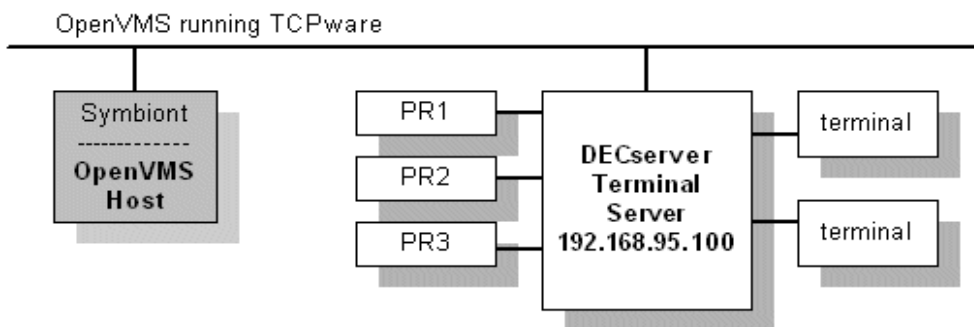 OpenVMS running TCPware
Symbiont
-------------
OpenVMS
Host
PR1
PR2
PR3
DECserver
Terminal
Server
192.168.95.100
terminal
terminal